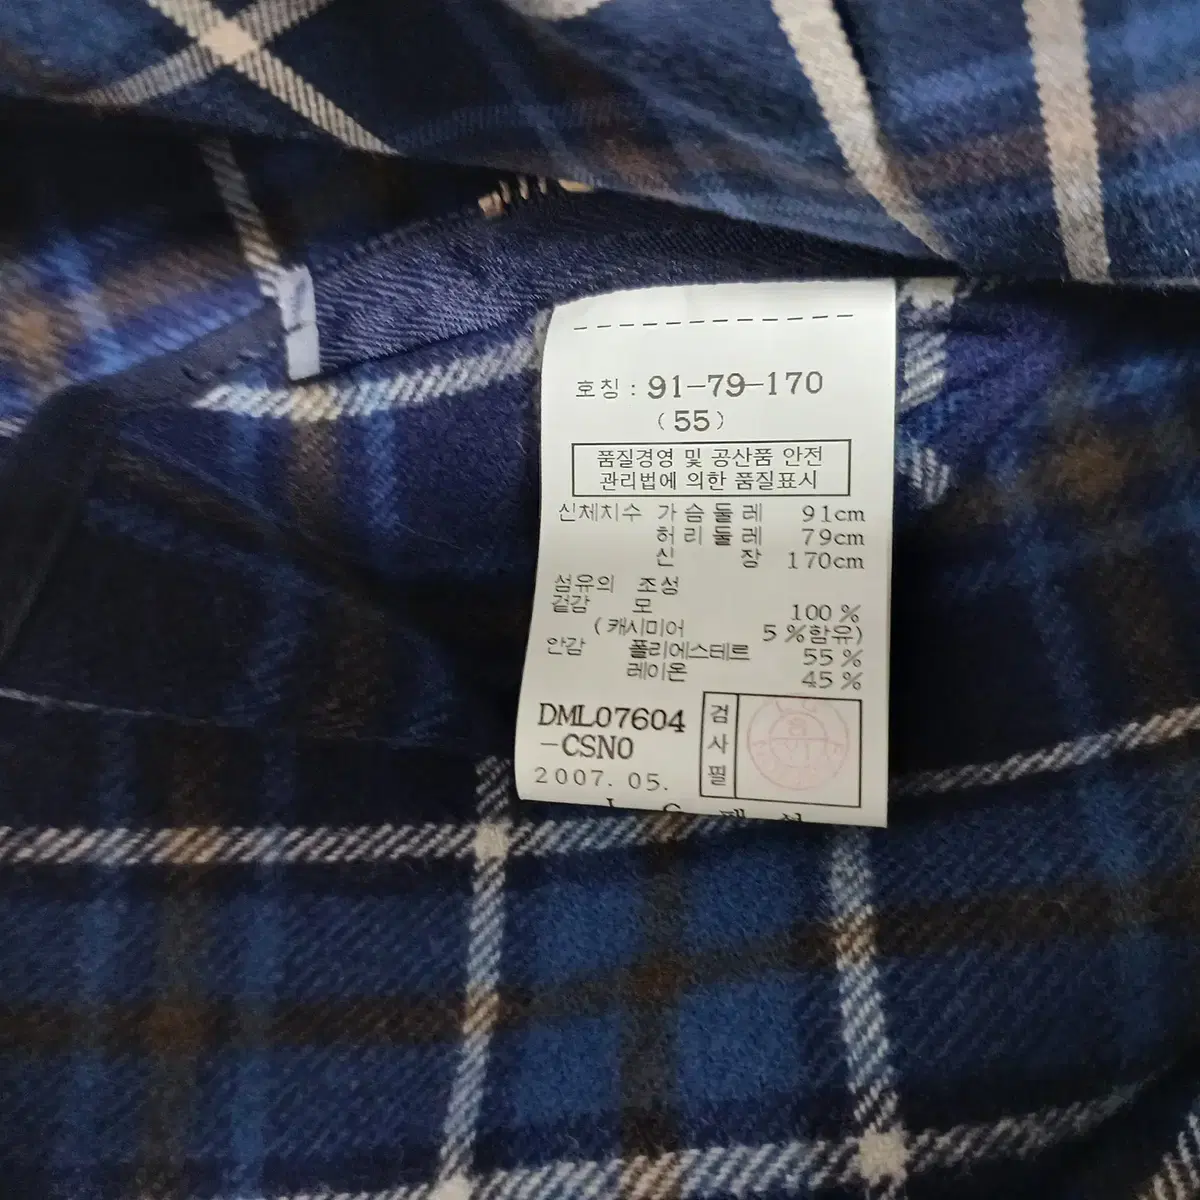 호칭 : 91-79-170
(55)
품질경영 및 공산품 안전
관리법에 의한 품질표시
신체치수 가슴둘레 91cm
허리둘레 79cm
신장 170cm
섬유의 조성
겉감 모 100%
(캐시미어 5%함유)
안감 폴리에스테르 55%
레이온 45%
DML07604
-CSN0
2007. 05.
검
사
필